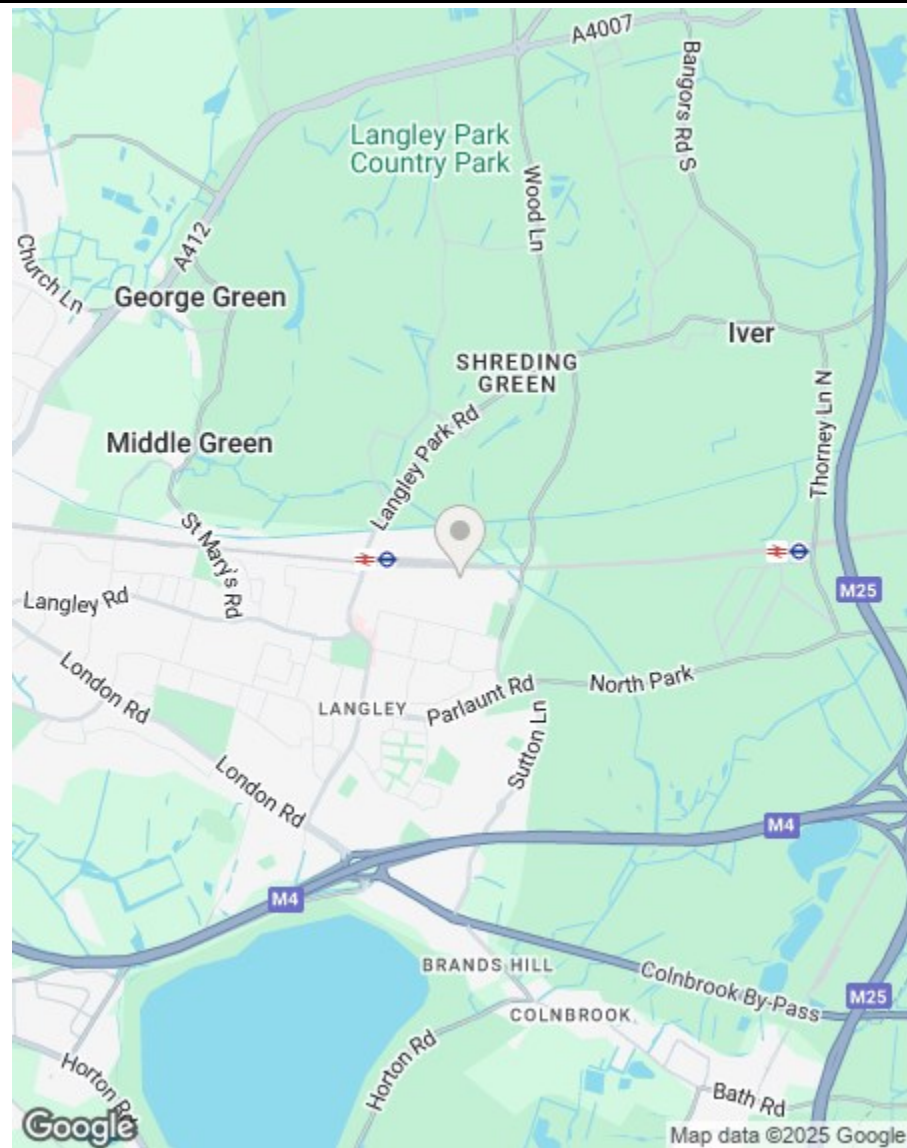 A4007
Bangors Rd S
Langley Park
Country Park
Wood Ln
A412
Church Ln
George Green
Iver
SHREDING
GREEN
Thorney Ln N
Middle Green
Langley Park Rd
St Mary's Rd
M25
Langley Rd
London Rd
North Park
LANGLEY
Parlaunt Rd
Sutton Ln
London Rd
M4
M4
BRANDS HILL
Colnbrook By-Pass
M25
COLNBROOK
Horton Rd
Horton Rd
Bath Rd
Google
Map data ©2025 Google